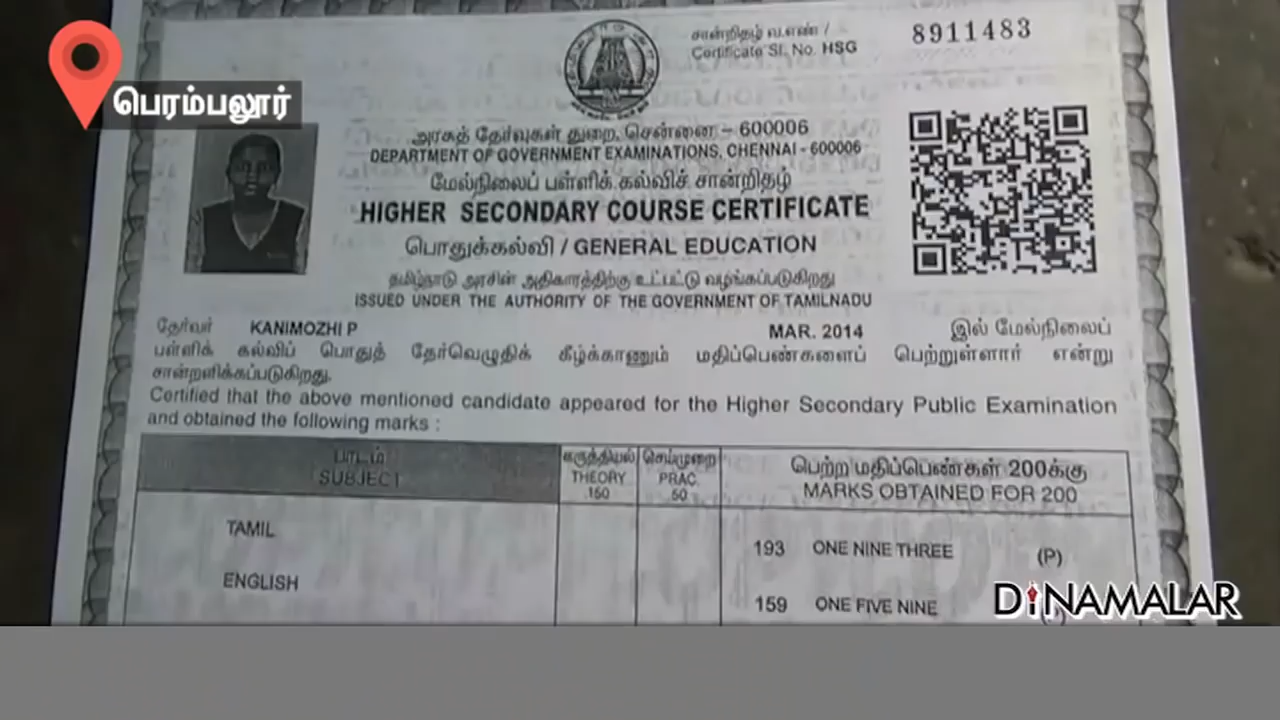 பெரம்பலூர்
சான்றிதழ் வ.எண் / 8911483
Certificate Sl. No. HSG
அரசுத் தேர்வுகள் துறை, சென்னை – 600006
DEPARTMENT OF GOVERNMENT EXAMINATIONS, CHENNAI - 600006
மேல்நிலைப் பள்ளிக் கல்விச் சான்றிதழ்
HIGHER SECONDARY COURSE CERTIFICATE
பொதுக்கல்வி / GENERAL EDUCATION
தமிழ்நாடு அரசின் அதிகாரத்திற்கு உட்பட்டு வழங்கப்படுகிறது
ISSUED UNDER THE AUTHORITY OF THE GOVERNMENT OF TAMILNADU
தேர்வர் KANIMOZHI P MAR. 2014 இல் மேல்நிலைப்
பள்ளிக் கல்விப் பொதுத் தேர்வெழுதிக் கீழ்க்காணும் மதிப்பெண்களைப் பெற்றுள்ளார் என்று
சான்றளிக்கப்படுகிறது.
Certified that the above mentioned candidate appeared for the Higher Secondary Public Examination
and obtained the following marks :
பாடம் கருத்தியல் செய்முறை பெற்ற மதிப்பெண்கள் 200க்கு
SUBJECT THEORY PRAC. MARKS OBTAINED FOR 200
150 50
TAMIL 193 ONE NINE THREE (P)
ENGLISH 159 ONE FIVE NINE
DINAMALAR